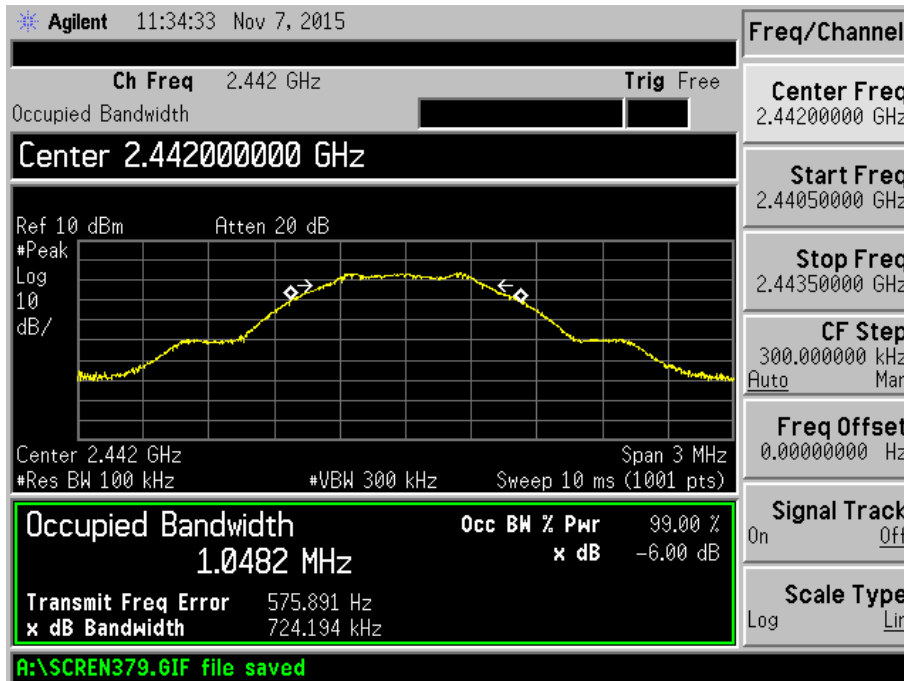 Agilent 11:34:33 Nov 7, 2015
Freq/Channel
Ch Freq 2.442 GHz Trig Free
Occupied Bandwidth
Center 2.442000000 GHz
Ref 10 dBm Atten 20 dB
#Peak
Log
10
dB/
Center 2.442 GHz Span 3 MHz
#Res BW 100 kHz #VBW 300 kHz Sweep 10 ms (1001 pts)
Occupied Bandwidth
1.0482 MHz
Occ BW % Pwr 99.00 %
x dB -6.00 dB
Transmit Freq Error 575.891 Hz
x dB Bandwidth 724.194 kHz
A:\SCREN379.GIF file saved
Center Freq
2.44200000 GHz
Start Freq
2.44050000 GHz
Stop Freq
2.44350000 GHz
CF Step
300.000000 kHz
Auto Man
Freq Offset
0.00000000 Hz
Signal Track
On Off
Scale Type
Log Lin